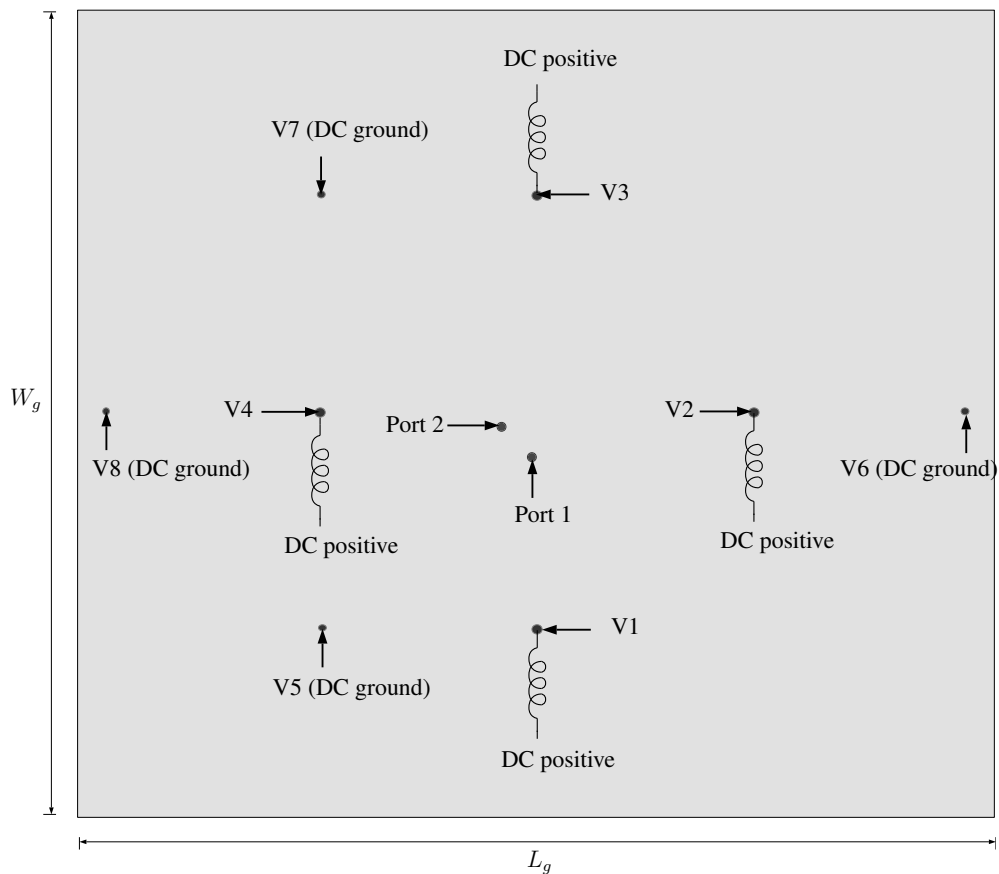 DC positive
V7 (DC ground)
V3
W_g
V4
Port 2
V2
V8 (DC ground)
V6 (DC ground)
Port 1
DC positive
DC positive
V1
V5 (DC ground)
DC positive
L_g